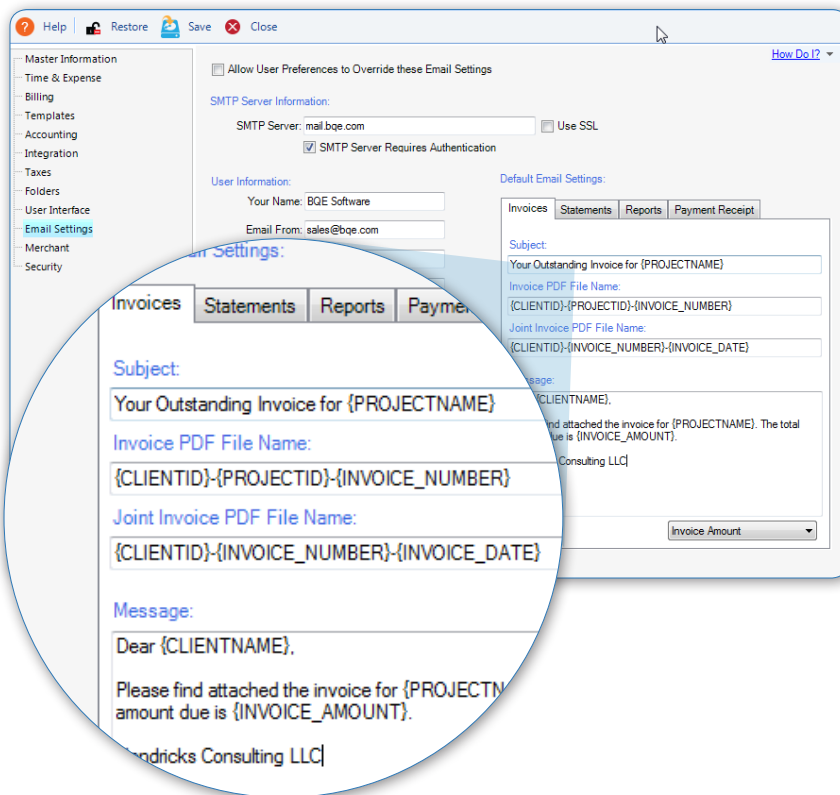 ? Help Restore Save Close
How Do I?
Master Information
Time & Expense
Billing
Templates
Accounting
Integration
Taxes
Folders
User Interface
Email Settings
Merchant
Security
Allow User Preferences to Override these Email Settings
SMTP Server Information:
SMTP Server: mail.bqe.com
Use SSL
SMTP Server Requires Authentication
User Information:
Your Name: BQE Software
Email From: sales@bqe.com
Default Email Settings:
Invoices Statements Reports Payment Receipt
Subject:
Your Outstanding Invoice for {PROJECTNAME}
Invoice PDF File Name:
{CLIENTID}-{PROJECTID}-{INVOICE_NUMBER}
Joint Invoice PDF File Name:
{CLIENTID}-{INVOICE_NUMBER}-{INVOICE_DATE}
{CLIENTNAME},
attached the invoice for {PROJECTNAME}. The total
is {INVOICE_AMOUNT}.
Consulting LLC
Invoice Amount
Settings:
Invoices Statements Reports
Subject:
Your Outstanding Invoice for {PROJECTNAME}
Invoice PDF File Name:
{CLIENTID}-{PROJECTID}-{INVOICE_NUMBER}
Joint Invoice PDF File Name:
{CLIENTID}-{INVOICE_NUMBER}-{INVOICE_DATE}
Message:
Dear {CLIENTNAME},
Please find attached the invoice for {PROJECTN
amount due is {INVOICE_AMOUNT}.
Consulting LLC